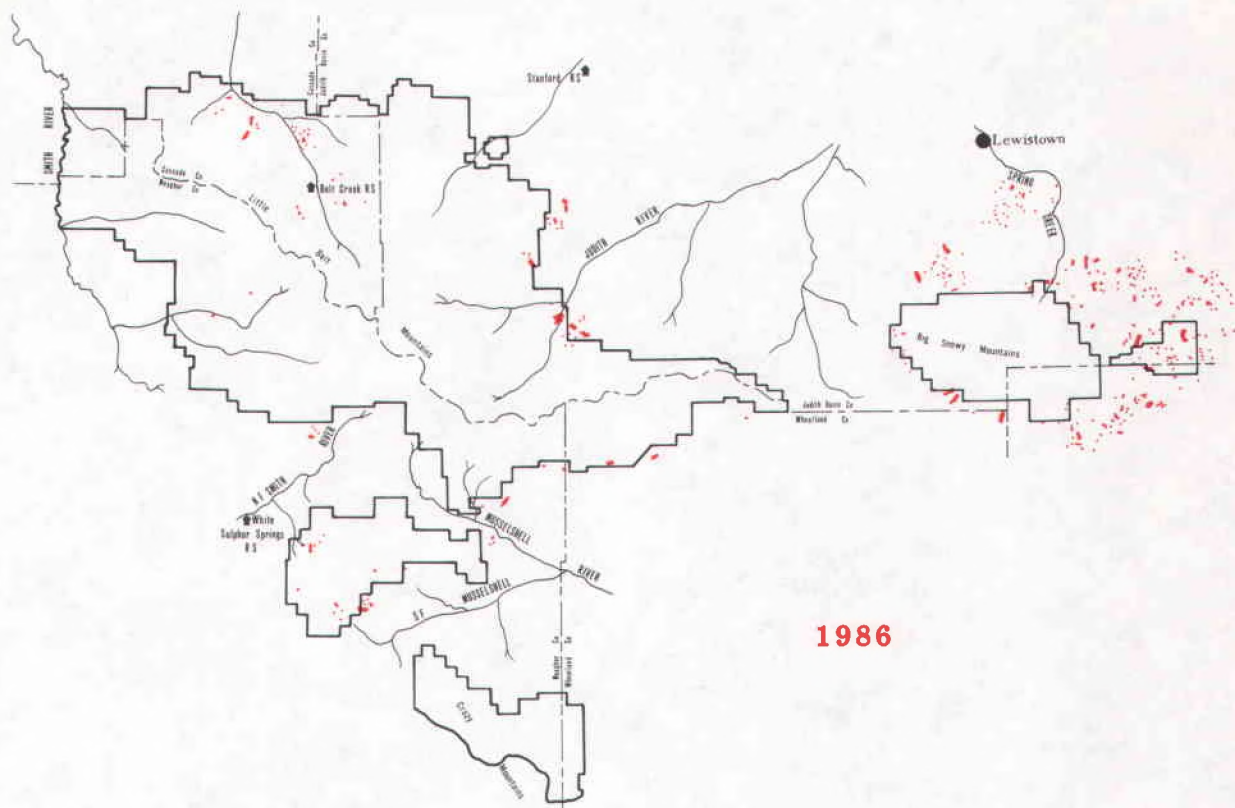 Cascade Co
Judith Basin Co
Stanford RS
SMITH RIVER
Lewistown
SPRING
CREEK
Cascade Co
Meagher Co
Little
Belt
Mountains
Belt Creek RS
JUDITH RIVER
Big Snowy Mountains
Judith Basin Co
Wheatland Co
N F SMITH
RIVER
White
Sulphur Springs
RS
MUSSELSHELL
RIVER
S F
MUSSELSHELL
1986
Meagher Co
Wheatland Co
Crazy
Mountains